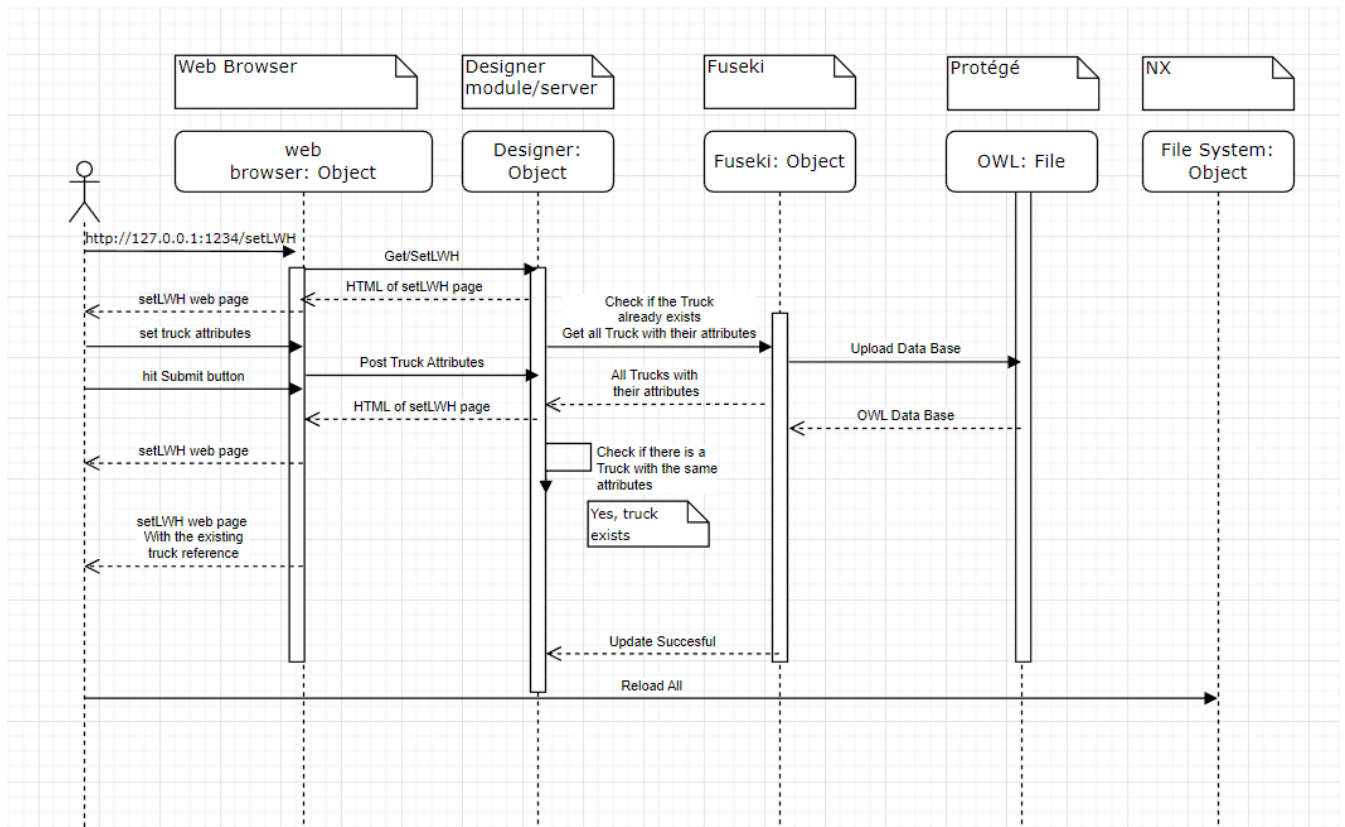 Web Browser
Designer
module/server
Fuseki
Protégé
NX
web
browser: Object
Designer:
Object
Fuseki: Object
OWL: File
File System:
Object
http://127.0.0.1:1234/setLWH
Get/SetLWH
HTML of setLWH page
setLWH web page
Check if the Truck
already exists
Get all Truck with their attributes
set truck attributes
Upload Data Base
Post Truck Attributes
hit Submit button
All Trucks with
their attributes
HTML of setLWH page
OWL Data Base
setLWH web page
Check if there is a
Truck with the same
attributes
Yes, truck
exists
setLWH web page
With the existing
truck reference
Update Succesful
Reload All